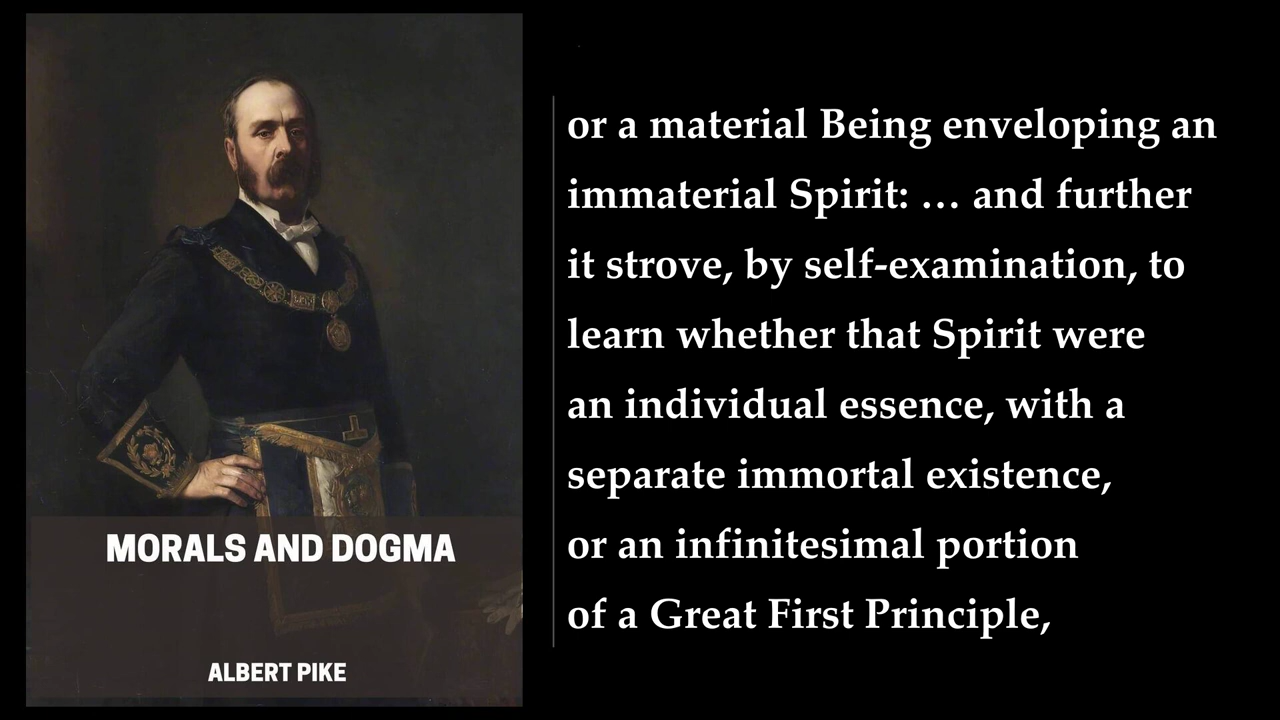 MORALS AND DOGMA
ALBERT PIKE
or a material Being enveloping an
immaterial Spirit: … and further
it strove, by self-examination, to
learn whether that Spirit were
an individual essence, with a
separate immortal existence,
or an infinitesimal portion
of a Great First Principle,